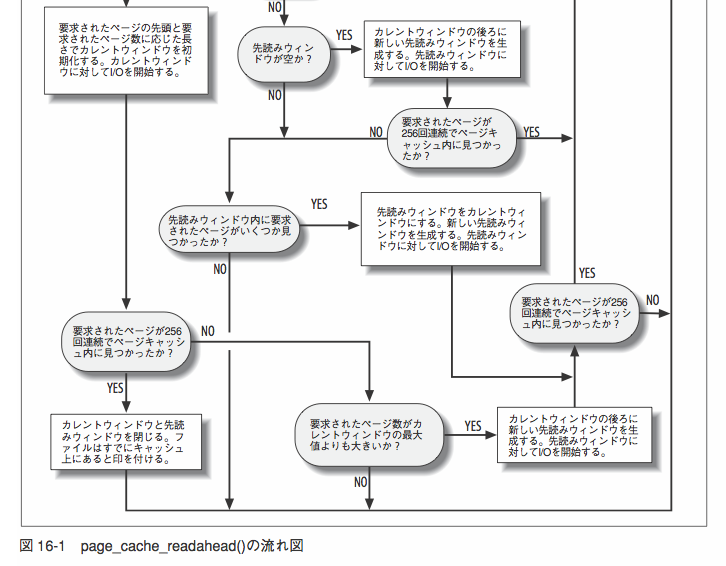 NO
要求されたページの先頭と要
求されたページ数に応じた長
さでカレントウィンドウを初
期化する。カレントウィンド
ウに対してI/Oを開始する。
先読みウィン
ドウが空か？
YES
カレントウィンドウの後ろに
新しい先読みウィンドウを生
成する。先読みウィンドウに
対してI/Oを開始する。
NO
要求されたページが
256回連続でページキ
ャッシュ内に見つかっ
たか？
NO
YES
先読みウィンドウ内に要求
されたページがいくつか見
つかったか？
YES
先読みウィンドウをカレントウィ
ンドウにする。新しい先読みウィ
ンドウを生成する。先読みウィン
ドウに対してI/Oを開始する。
NO
YES
要求されたページが256
回連続でページキャッシ
ュ内に見つかったか？
NO
要求されたページが256
回連続でページキャッシ
ュ内に見つかったか？
NO
YES
カレントウィンドウと先読
みウィンドウを閉じる。フ
ァイルはすでにキャッシュ
上にあると印を付ける。
要求されたページ数がカ
レントウィンドウの最大
値よりも大きいか？
YES
カレントウィンドウの後ろに
新しい先読みウィンドウを生
成する。先読みウィンドウに
対してI/Oを開始する。
NO
図 16-1　page_cache_readahead()の流れ図